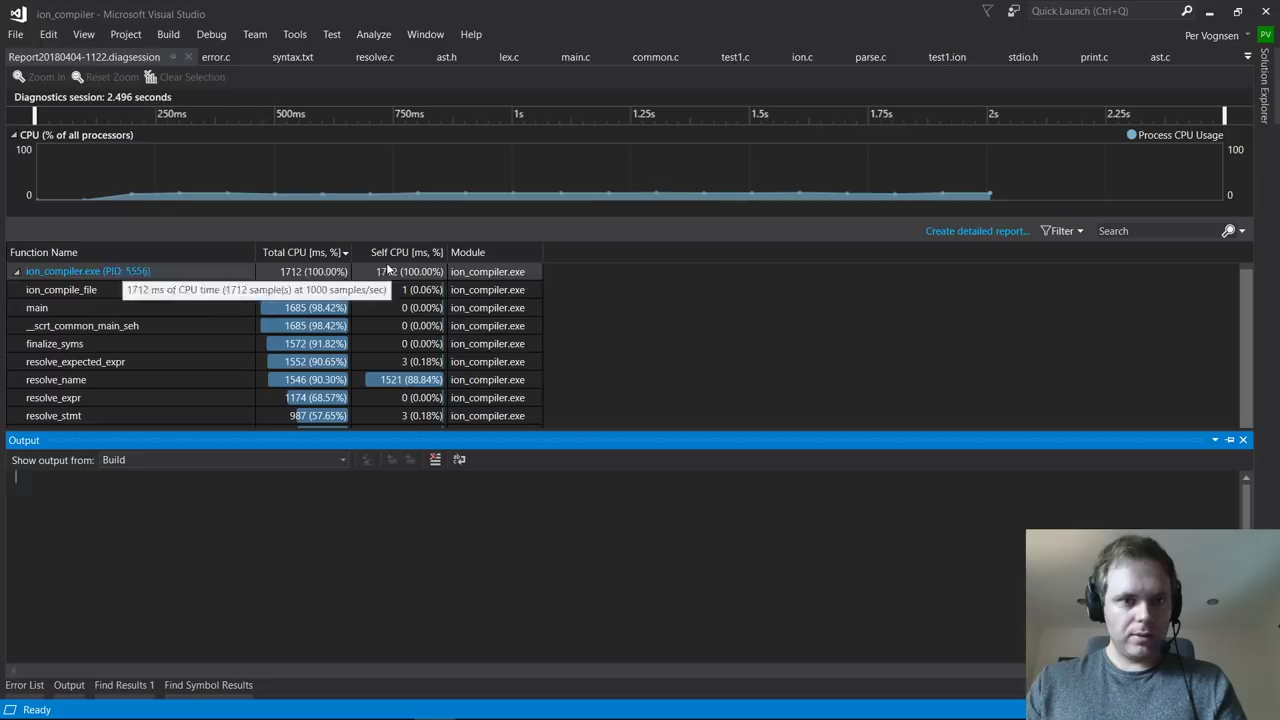 ion_compiler - Microsoft Visual Studio
Quick Launch (Ctrl+Q)
File Edit View Project Build Debug Team Tools Test Analyze Window Help
Per Vognsen PV
Report20180404-1122.diagsession error.c syntax.txt resolve.c ast.h lex.c main.c common.c test1.c ion.c parse.c test1.ion stdio.h print.c ast.c
Solution Explorer
Zoom In Reset Zoom Clear Selection
Diagnostics session: 2.496 seconds
250ms 500ms 750ms 1s 1.25s 1.5s 1.75s 2s 2.25s
CPU (% of all processors) Process CPU Usage
100 100
0 0
Create detailed report... Filter Search
Function Name Total CPU [ms, %] Self CPU [ms, %] Module
ion_compiler.exe (PID: 5556) 1712 (100.00%) 1712 (100.00%) ion_compiler.exe
ion_compile_file 1712 ms of CPU time (1712 sample(s) at 1000 samples/sec) 1 (0.06%) ion_compiler.exe
main 1685 (98.42%) 0 (0.00%) ion_compiler.exe
__scrt_common_main_seh 1685 (98.42%) 0 (0.00%) ion_compiler.exe
finalize_syms 1572 (91.82%) 0 (0.00%) ion_compiler.exe
resolve_expected_expr 1552 (90.65%) 3 (0.18%) ion_compiler.exe
resolve_name 1546 (90.30%) 1521 (88.84%) ion_compiler.exe
resolve_expr 1174 (68.57%) 0 (0.00%) ion_compiler.exe
resolve_stmt 987 (57.65%) 3 (0.18%) ion_compiler.exe
Output
Show output from: Build
Error List Output Find Results 1 Find Symbol Results
Ready